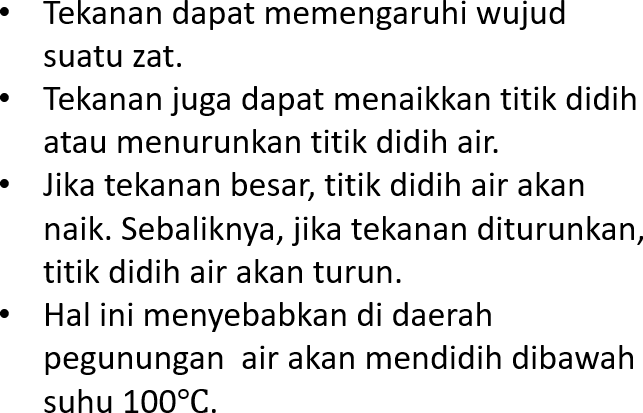 • Tekanan dapat memengaruhi wujud
suatu zat.
• Tekanan juga dapat menaikkan titik didih
atau menurunkan titik didih air.
• Jika tekanan besar, titik didih air akan
naik. Sebaliknya, jika tekanan diturunkan,
titik didih air akan turun.
• Hal ini menyebabkan di daerah
pegunungan  air akan mendidih dibawah
suhu 100℃.